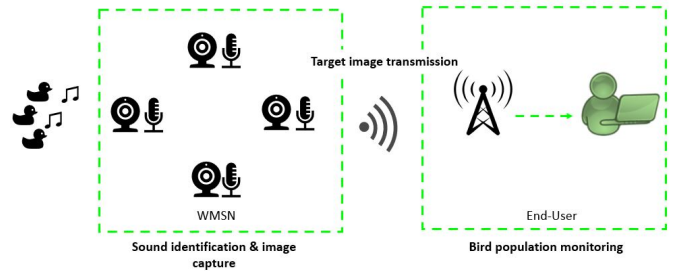 Target image transmission
WMSN
End-User
Sound identification & image
capture
Bird population monitoring